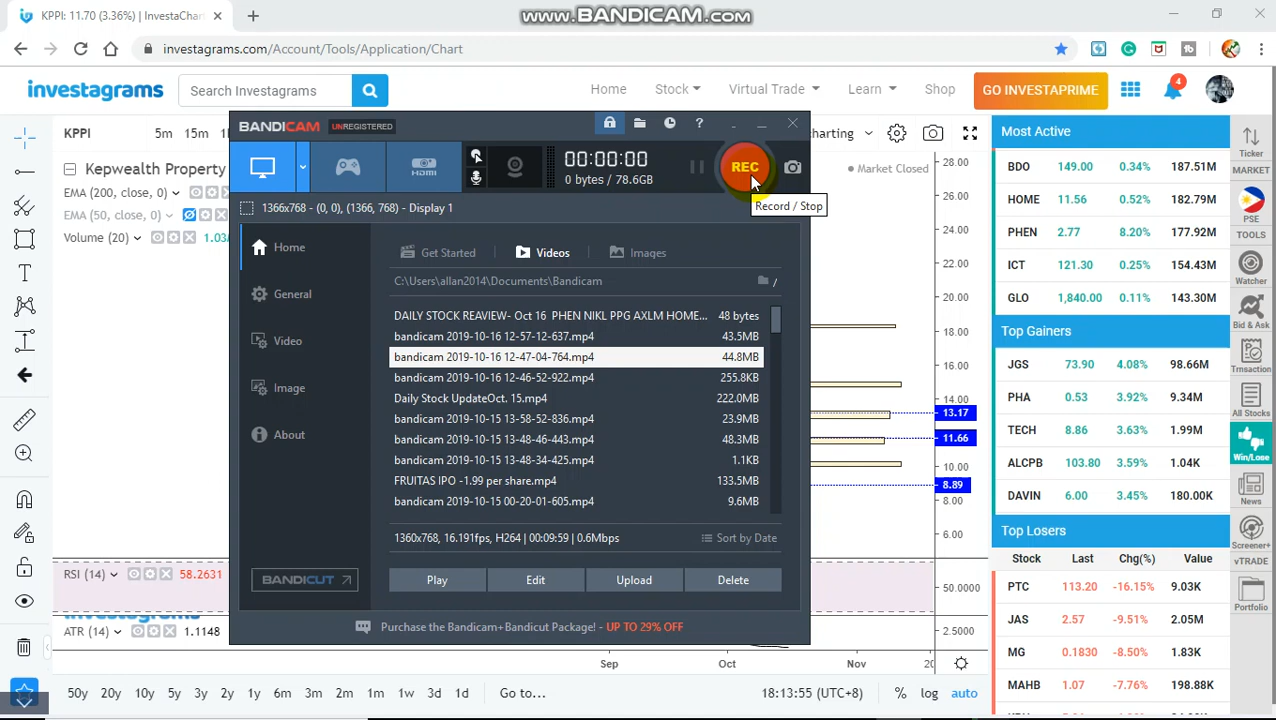 KPPI: 11.70 (3.36%) | InvestaChar
www.BANDICAM.com
investagrams.com/Account/Tools/Application/Chart
investagrams
Search Investagrams
Home
Stock
Virtual Trade
Learn
Shop
GO INVESTAPRIME
4
KPPI
5m
15m
1h
charting
Kepwealth Property
EMA (200, close, 0)
EMA (50, close, 0)
Volume (20)
1.03
Market Closed
BANDICAM
UNREGISTERED
?
HDMI
00:00:00
0 bytes / 78.6GB
REC
Record / Stop
1366x768 - (0, 0), (1366, 768) - Display 1
Home
General
Video
Image
About
BANDICUT
Get Started
Videos
Images
C:\Users\allan2014\Documents\Bandicam
/
DAILY STOCK REAVIEW- Oct 16 PHEN NIKL PPG AXLM HOME... 48 bytes
bandicam 2019-10-16 12-57-12-637.mp4 43.5MB
bandicam 2019-10-16 12-47-04-764.mp4 44.8MB
bandicam 2019-10-16 12-46-52-922.mp4 255.8KB
Daily Stock UpdateOct. 15.mp4 222.0MB
bandicam 2019-10-15 13-58-52-836.mp4 23.9MB
bandicam 2019-10-15 13-48-46-443.mp4 48.3MB
bandicam 2019-10-15 13-48-34-425.mp4 1.1KB
FRUITAS IPO -1.99 per share.mp4 133.5MB
bandicam 2019-10-15 00-20-01-605.mp4 9.6MB
1360x768, 16.191fps, H264 | 00:09:59 | 0.6Mbps
Sort by Date
Play
Edit
Upload
Delete
Purchase the Bandicam+Bandicut Package! - UP TO 29% OFF
28.00
26.00
24.00
22.00
20.00
18.00
16.00
14.00
13.17
11.66
10.00
8.89
8.00
6.00
50.0000
2.5000
RSI (14)
58.2631
ATR (14)
1.1148
Sep
Oct
Nov
20
50y
20y
10y
5y
3y
2y
1y
6m
3m
2m
1m
1w
3d
1d
Go to...
18:13:55 (UTC+8)
%
log
auto
Most Active
BDO 149.00 0.34% 187.51M
HOME 11.56 0.52% 182.79M
PHEN 2.77 8.20% 177.92M
ICT 121.30 0.25% 154.43M
GLO 1,840.00 0.11% 143.30M
Top Gainers
JGS 73.90 4.08% 98.66M
PHA 0.53 3.92% 9.34M
TECH 8.86 3.63% 1.99M
ALCPB 103.80 3.59% 1.04K
DAVIN 6.00 3.45% 180.00K
Top Losers
Stock Last Chg(%) Value
PTC 113.20 -16.15% 9.03K
JAS 2.57 -9.51% 2.05M
MG 0.1830 -8.50% 1.83K
MAHB 1.07 -7.76% 198.88K
Ticker
MARKET
PSE
TOOLS
Watcher
Bid & Ask
Trnsaction
All Stocks
Win/Lose
News
Screener+
vTRADE
Portfolio